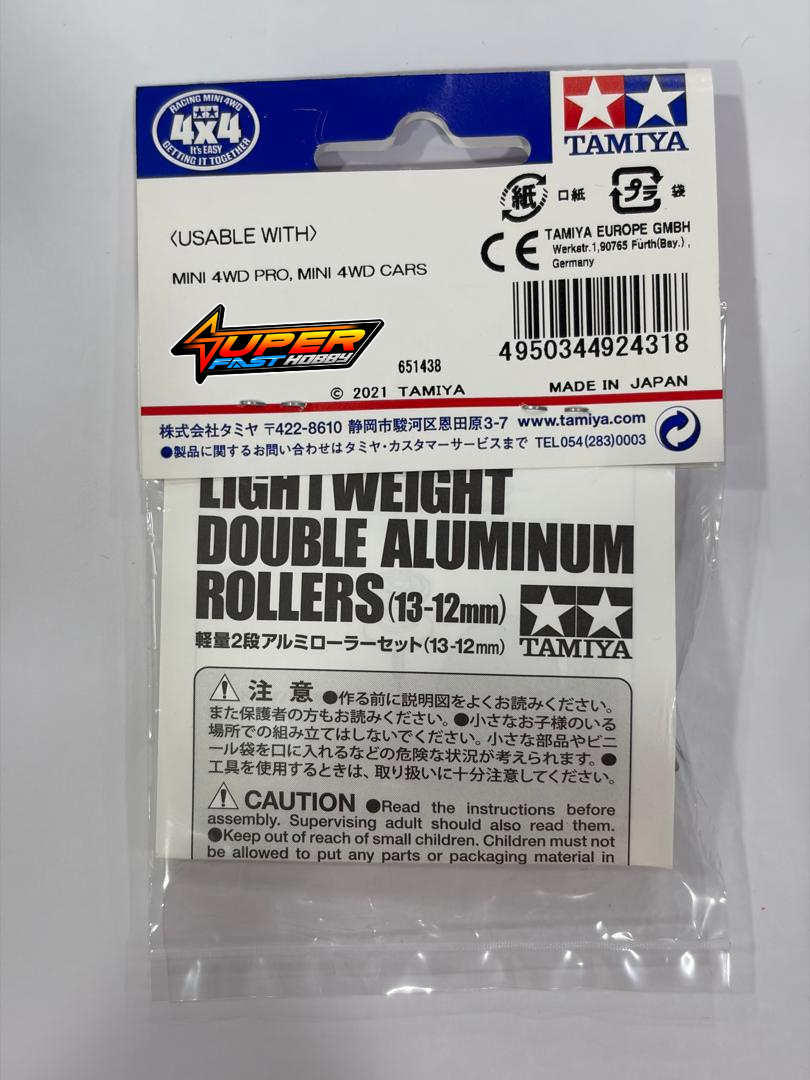 RACING MINI 4WD
4x4
It's EASY
GETTING IT TOGETHER
TAMIYA
紙 口紙 プラ 袋
〈USABLE WITH〉
MINI 4WD PRO, MINI 4WD CARS
CE
TAMIYA EUROPE GMBH
Werkstr.1,90765 Fürth(Bay.),
Germany
SUPER
FAST HOBBY
4950344924318
651438
© 2021 TAMIYA
MADE IN JAPAN
株式会社タミヤ 〒422-8610 静岡市駿河区恩田原3-7 www.tamiya.com
●製品に関するお問い合わせはタミヤ・カスタマーサービスまで TEL054(283)0003
LIGHTWEIGHT
DOUBLE ALUMINUM
ROLLERS (13-12mm)
軽量2段アルミローラーセット(13-12mm)
TAMIYA
注 意 ●作る前に説明図をよくお読みください。
また保護者の方もお読みください。●小さなお子様のいる
場所での組み立てはしないでください。小さな部品やビニ
ール袋を口に入れるなどの危険な状況が考えられます。●
工具を使用するときは、取り扱いに十分注意してください。
CAUTION ●Read the instructions before
assembly. Supervising adult should also read them.
●Keep out of reach of small children. Children must not
be allowed to put any parts or packaging material in